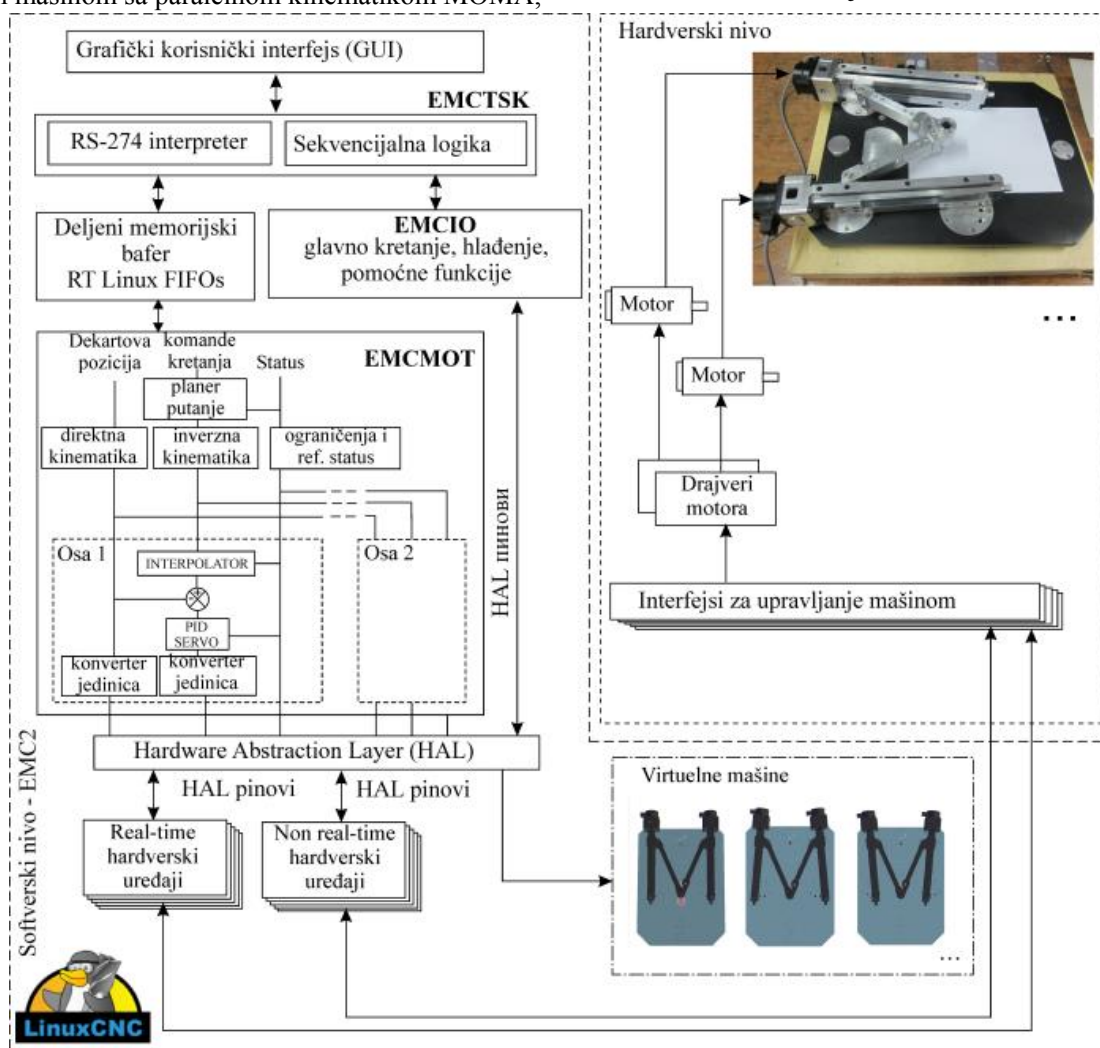 mašinom sa paralelnom kinematikom MOMA,
Grafički korisnički interfejs (GUI)
EMCTSK
RS-274 interpreter
Sekvencijalna logika
Deljeni memorijski
bafer
RT Linux FIFOs
EMCIO
glavno kretanje, hlađenje,
pomoćne funkcije
Dekartova
pozicija
komande
kretanja
Status
EMCMOT
planer
putanje
direktna
kinematika
inverzna
kinematika
ograničenja i
ref. status
Osa 1
INTERPOLATOR
PID
SERVO
konverter
jedinica
konverter
jedinica
Osa 2
HAL пинови
Hardware Abstraction Layer (HAL)
HAL pinovi
HAL pinovi
Real-time
hardverski
uređaji
Non real-time
hardverski
uređaji
Softverski nivo - EMC2
LinuxCNC
Hardverski nivo
Motor
...
Motor
Drajveri
motora
Interfejsi za upravljanje mašinom
Virtuelne mašine
...